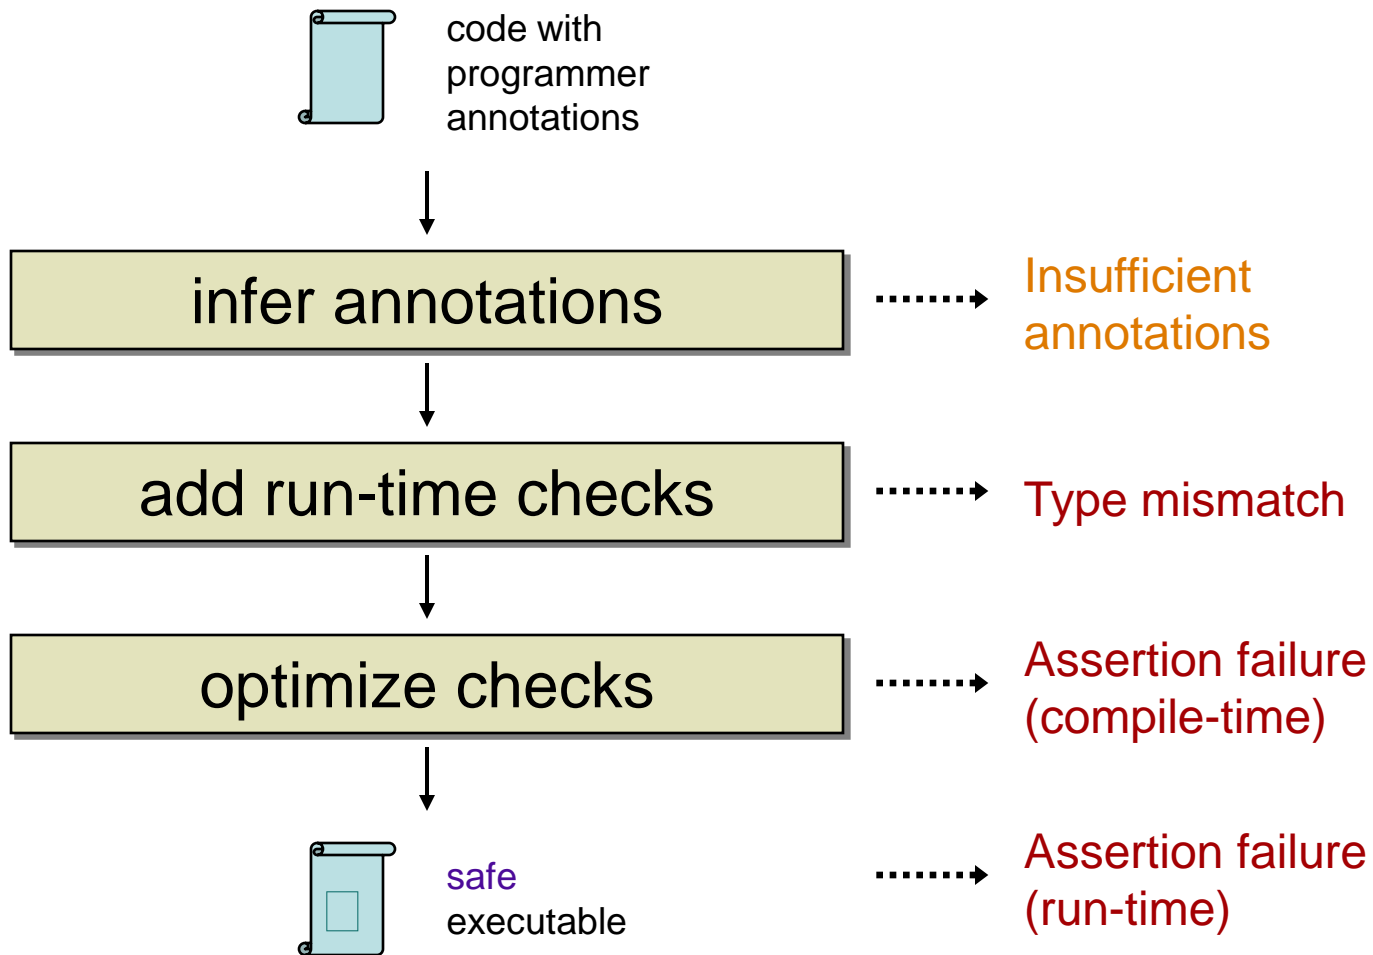 code with
programmer
annotations
infer annotations
Insufficient
annotations
add run-time checks
Type mismatch
optimize checks
Assertion failure
(compile-time)
safe
executable
Assertion failure
(run-time)